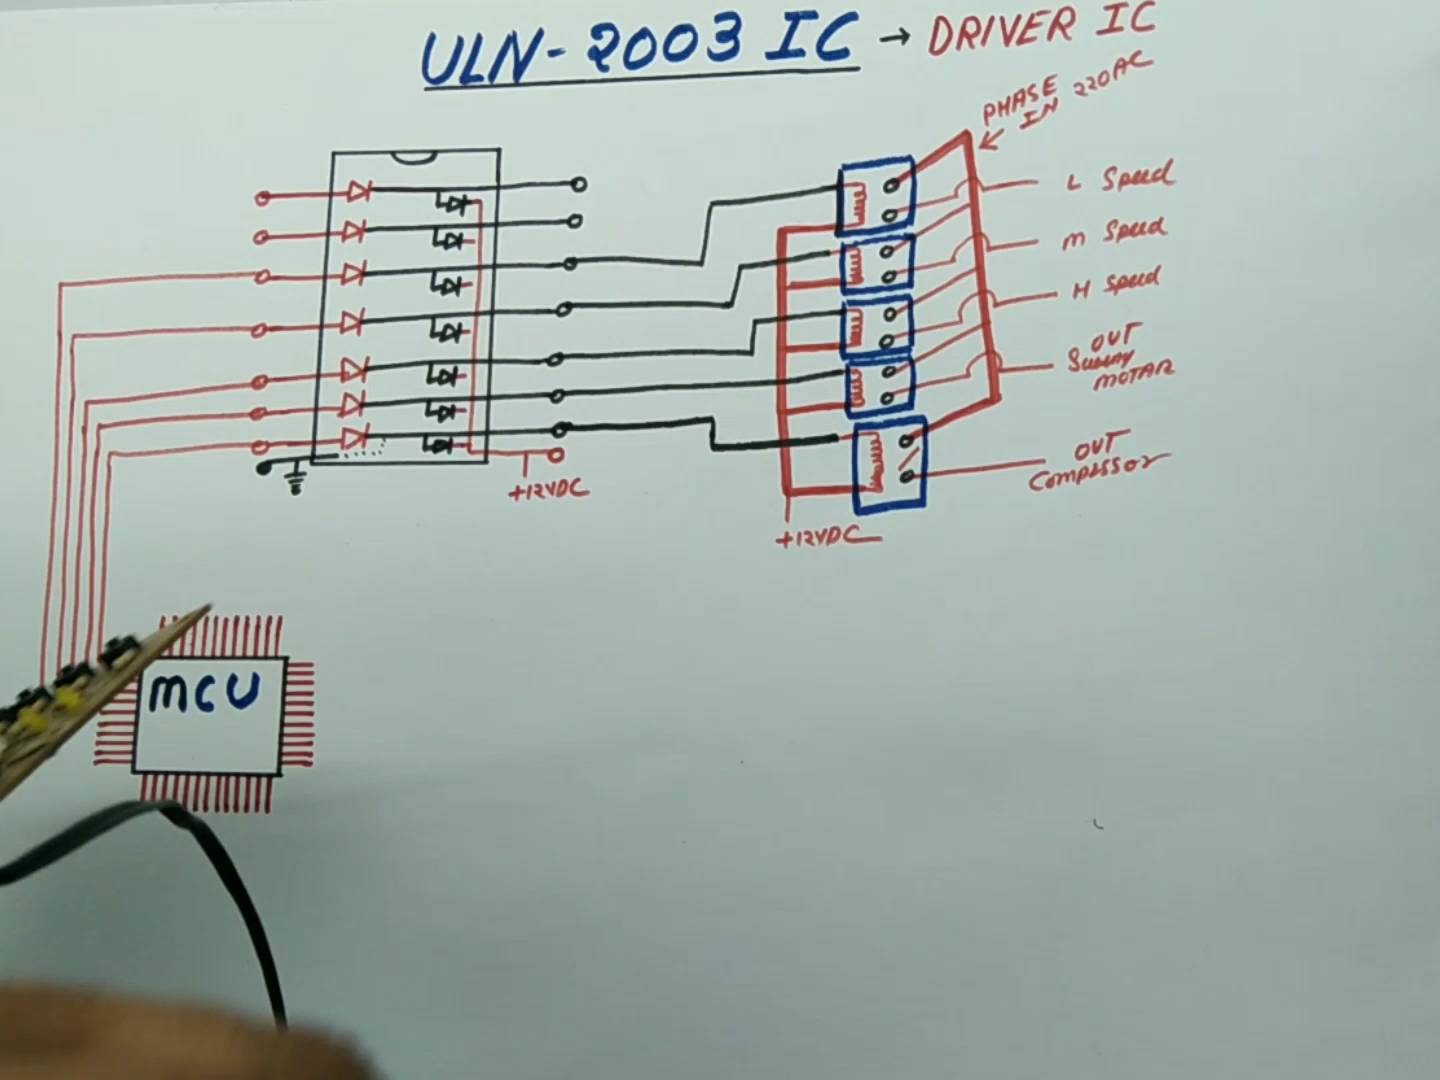 ULN-2003 IC → DRIVER IC
PHASE
IN 220AC
L Speed
M Speed
H Speed
OUT
MOTAR
OUT
Compressor
+12VDC
+12VDC
MCU